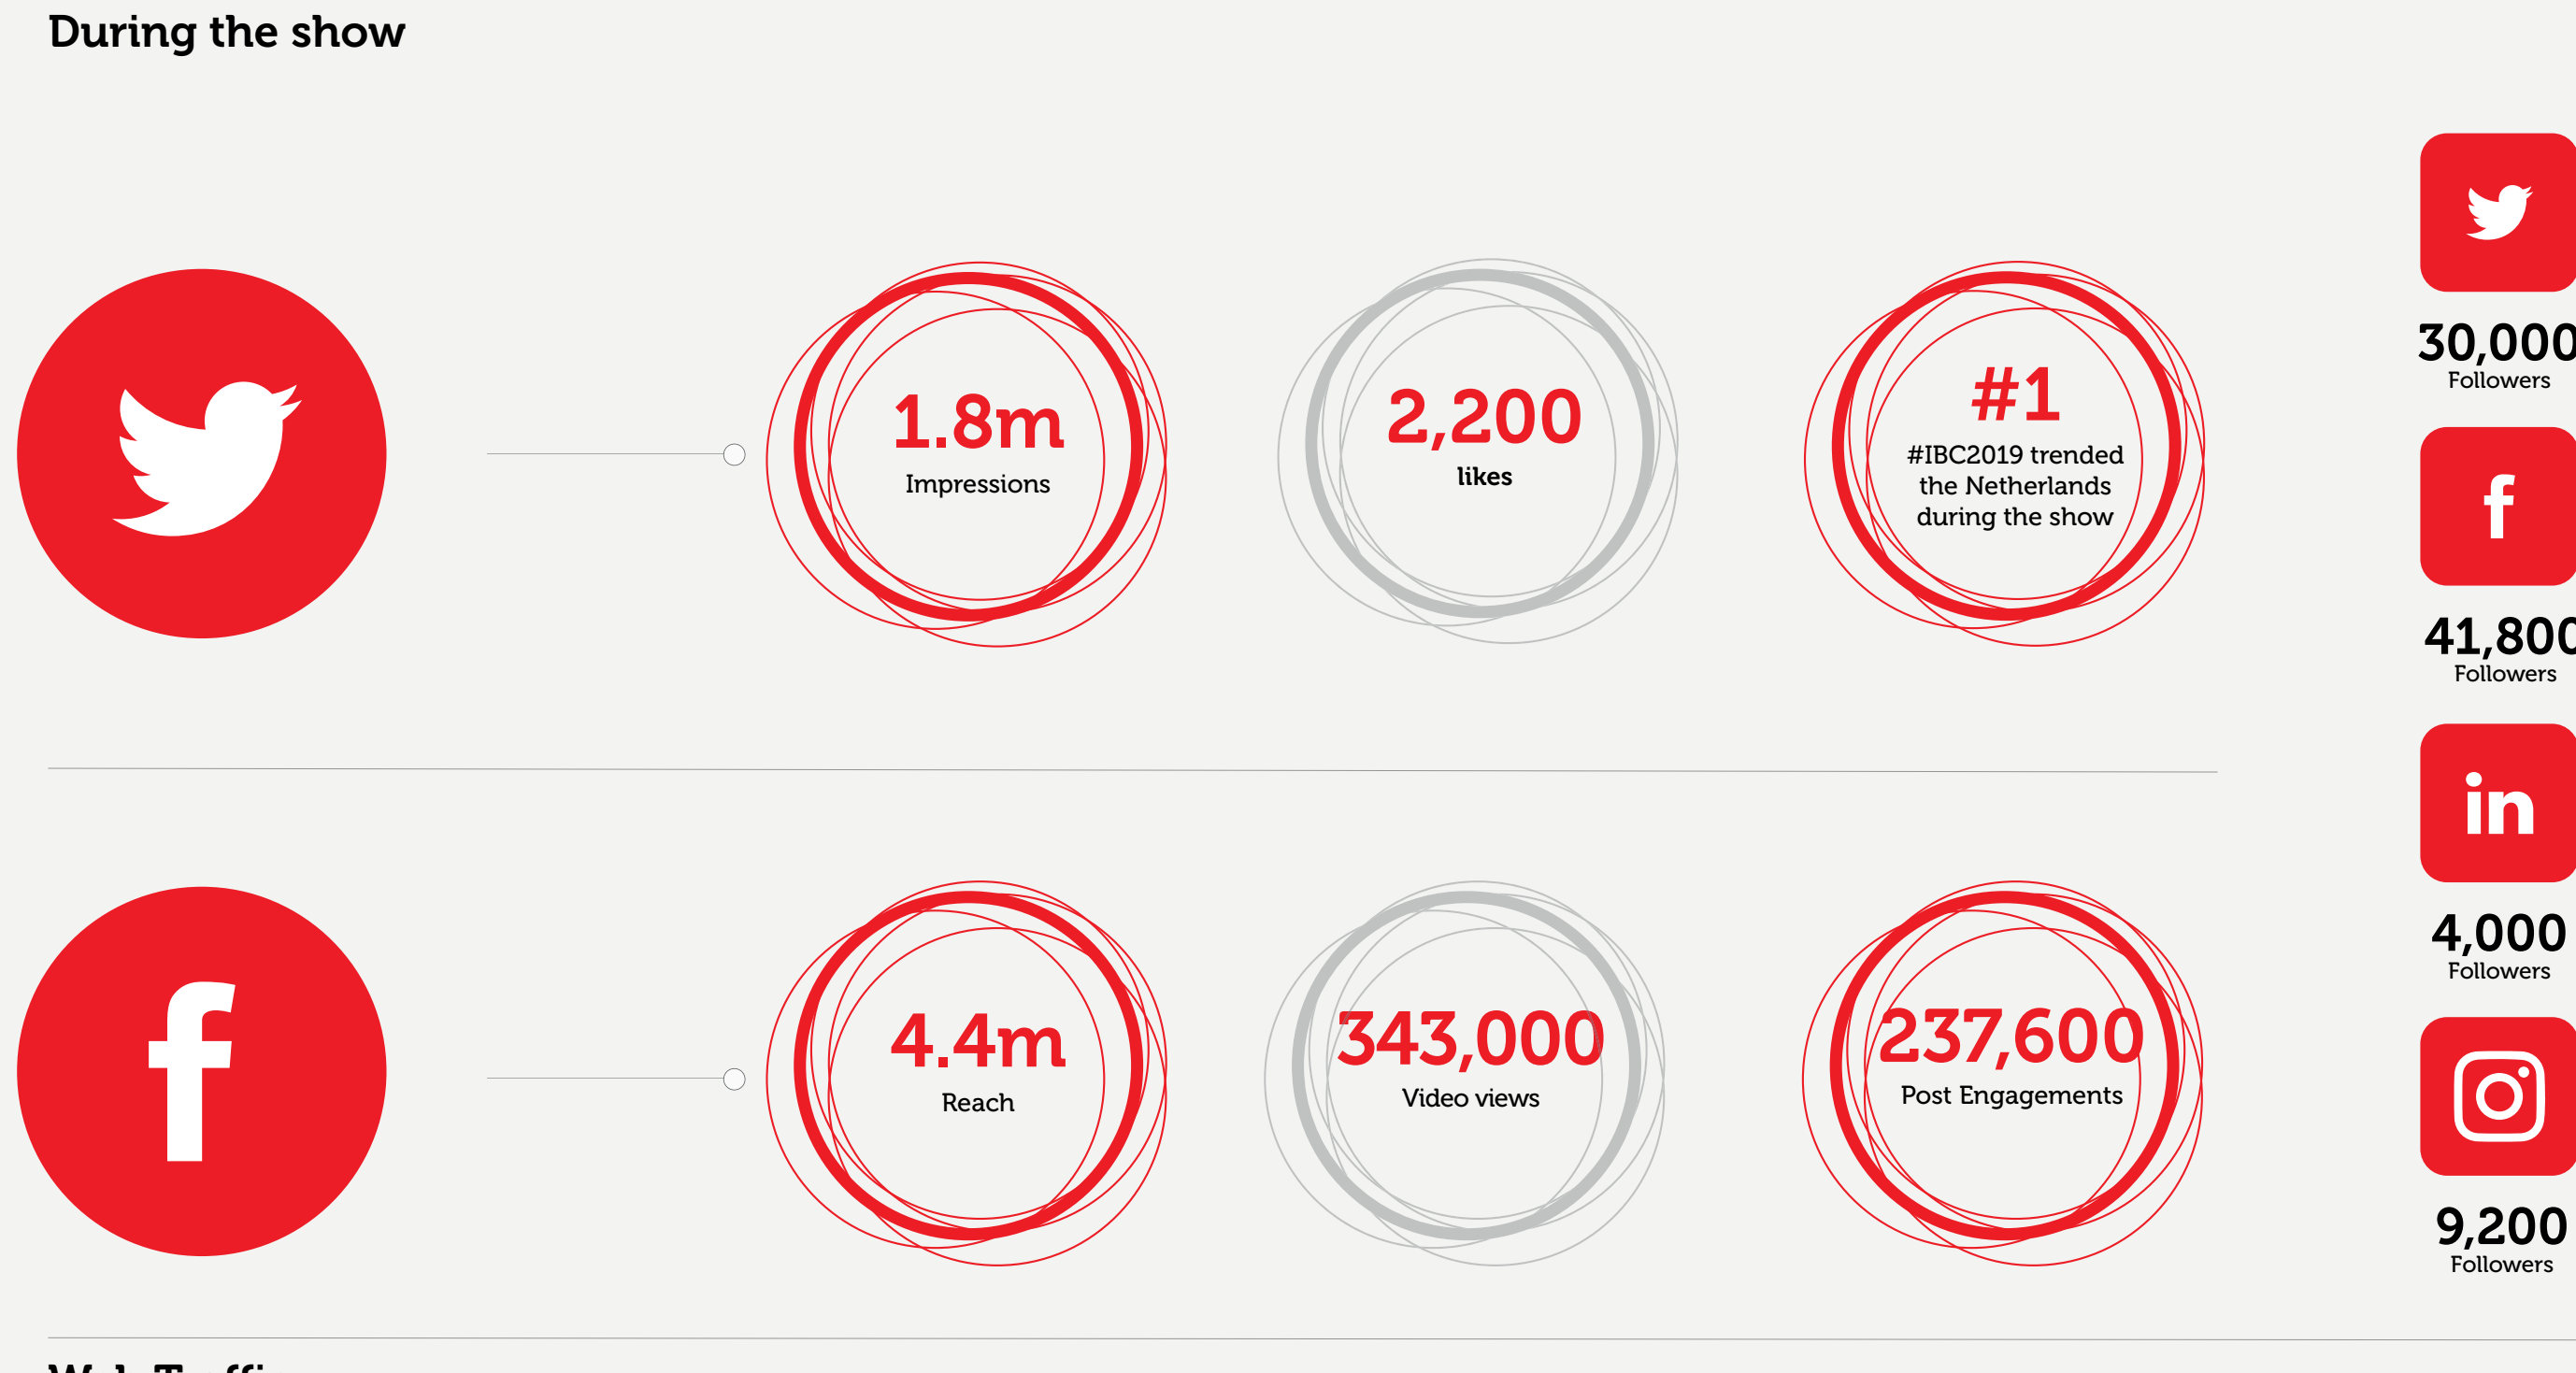 During the show
1.8m
Impressions
2,200
likes
#1
#IBC2019 trended
the Netherlands
during the show
30,000
Followers
41,800
Followers
4.4m
Reach
343,000
Video views
237,600
Post Engagements
in
4,000
Followers
9,200
Followers
Web Traffic